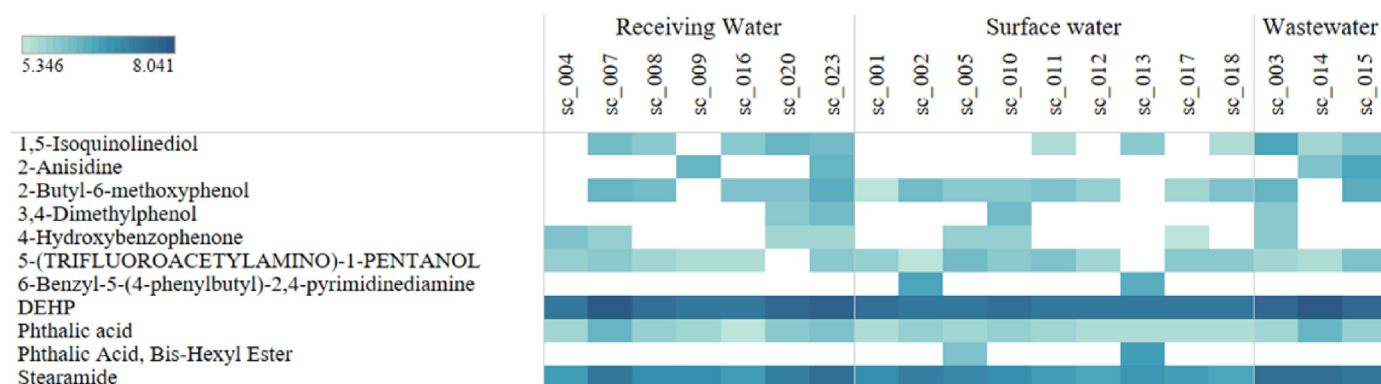 Receiving Water Surface water Wastewater
5.346 8.041
sc_004 sc_007 sc_008 sc_009 sc_016 sc_020 sc_023 sc_001 sc_002 sc_005 sc_010 sc_011 sc_012 sc_013 sc_017 sc_018 sc_003 sc_014 sc_015
1,5-Isoquinolinediol
2-Anisidine
2-Butyl-6-methoxyphenol
3,4-Dimethylphenol
4-Hydroxybenzophenone
5-(TRIFLUOROACETYLAMINO)-1-PENTANOL
6-Benzyl-5-(4-phenylbutyl)-2,4-pyrimidinediamine
DEHP
Phthalic acid
Phthalic Acid, Bis-Hexyl Ester
Stearamide